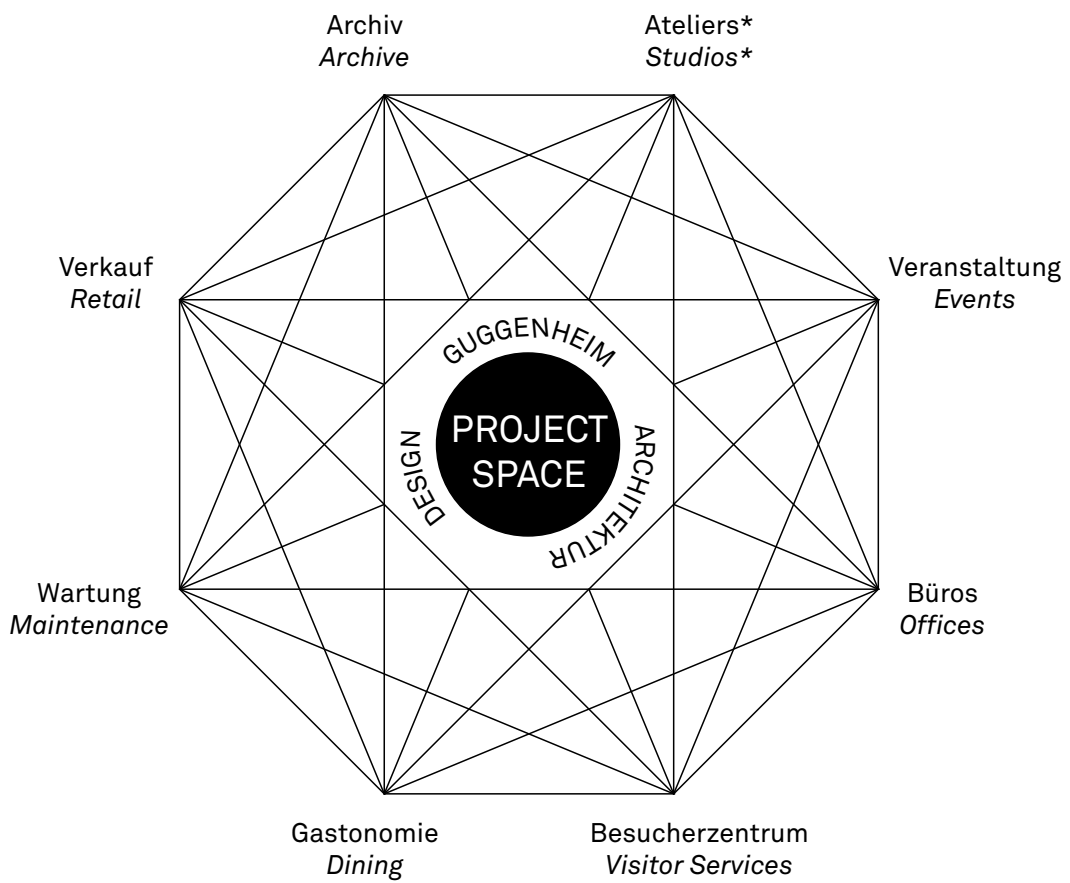 Archiv
Archive
Ateliers*
Studios*
Verkauf
Retail
Veranstaltung
Events
GUGGENHEIM
PROJECT
SPACE
DESIGN
ARCHITEKTUR
Wartung
Maintenance
Büros
Offices
Gastonomie
Dining
Besucherzentrum
Visitor Services